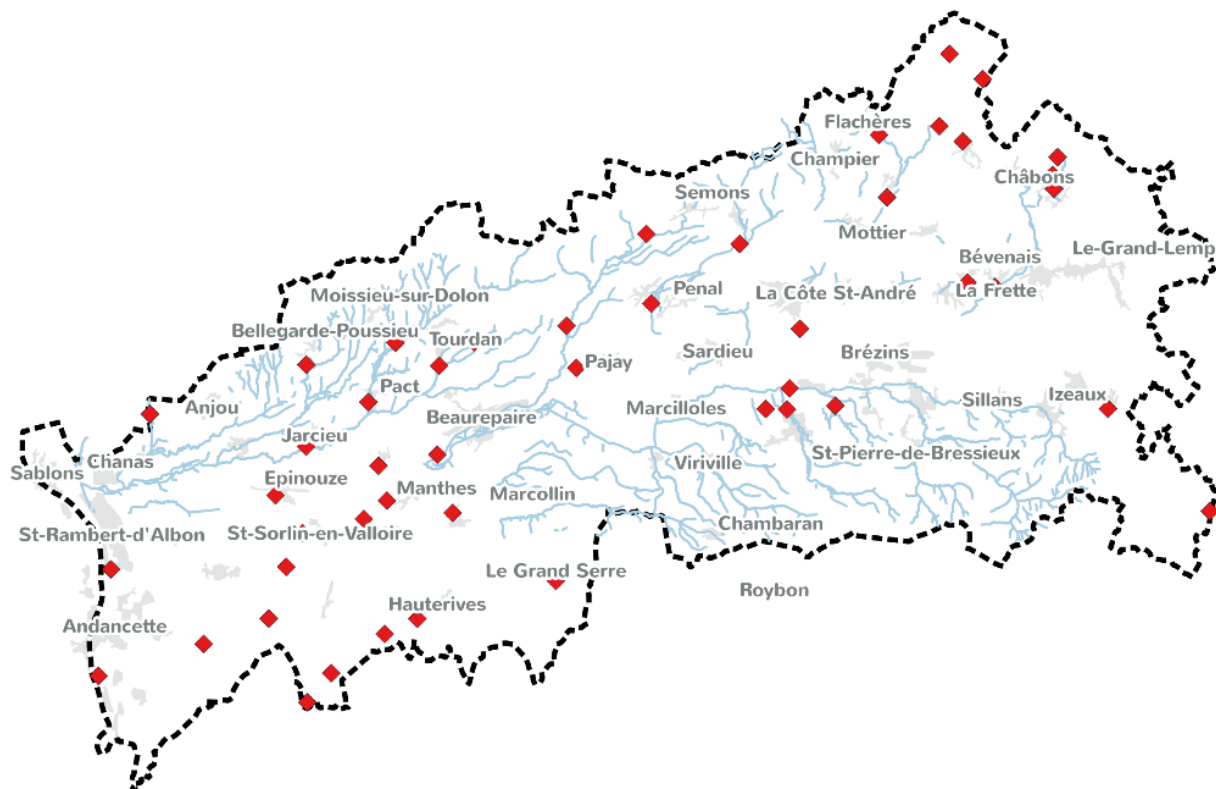 Flachères
Champier
Châbons
Semons
Mottier
Le-Grand-Lemp
Bévenais
Penal
La Côte St-André
La Frette
Moissieu-sur-Dolon
Bellegarde-Poussieu
Tourdan
Sardieu
Brézins
Pajay
Pact
Anjou
Beaurepaire
Marcilloles
Sillans
Izeaux
Jarcieu
Chanas
Sablons
St-Pierre-de-Bressieux
Viriville
Epinouze
Manthes
Marcollin
St-Rambert-d'Albon
St-Sorlin-en-Valloire
Chambaran
Le Grand Serre
Roybon
Hauterives
Andancette